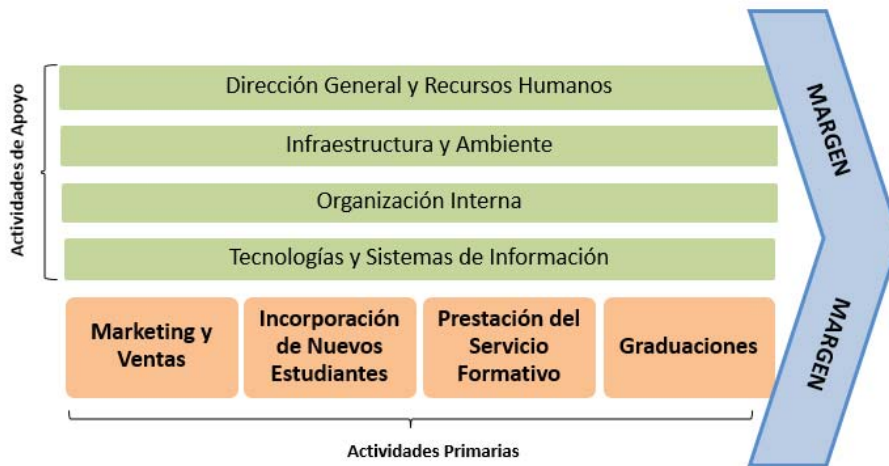 Actividades de Apoyo
Dirección General y Recursos Humanos
Infraestructura y Ambiente
Organización Interna
Tecnologías y Sistemas de Información
MARGEN
MARGEN
Marketing y
Ventas
Incorporación
de Nuevos
Estudiantes
Prestación del
Servicio
Formativo
Graduaciones
Actividades Primarias